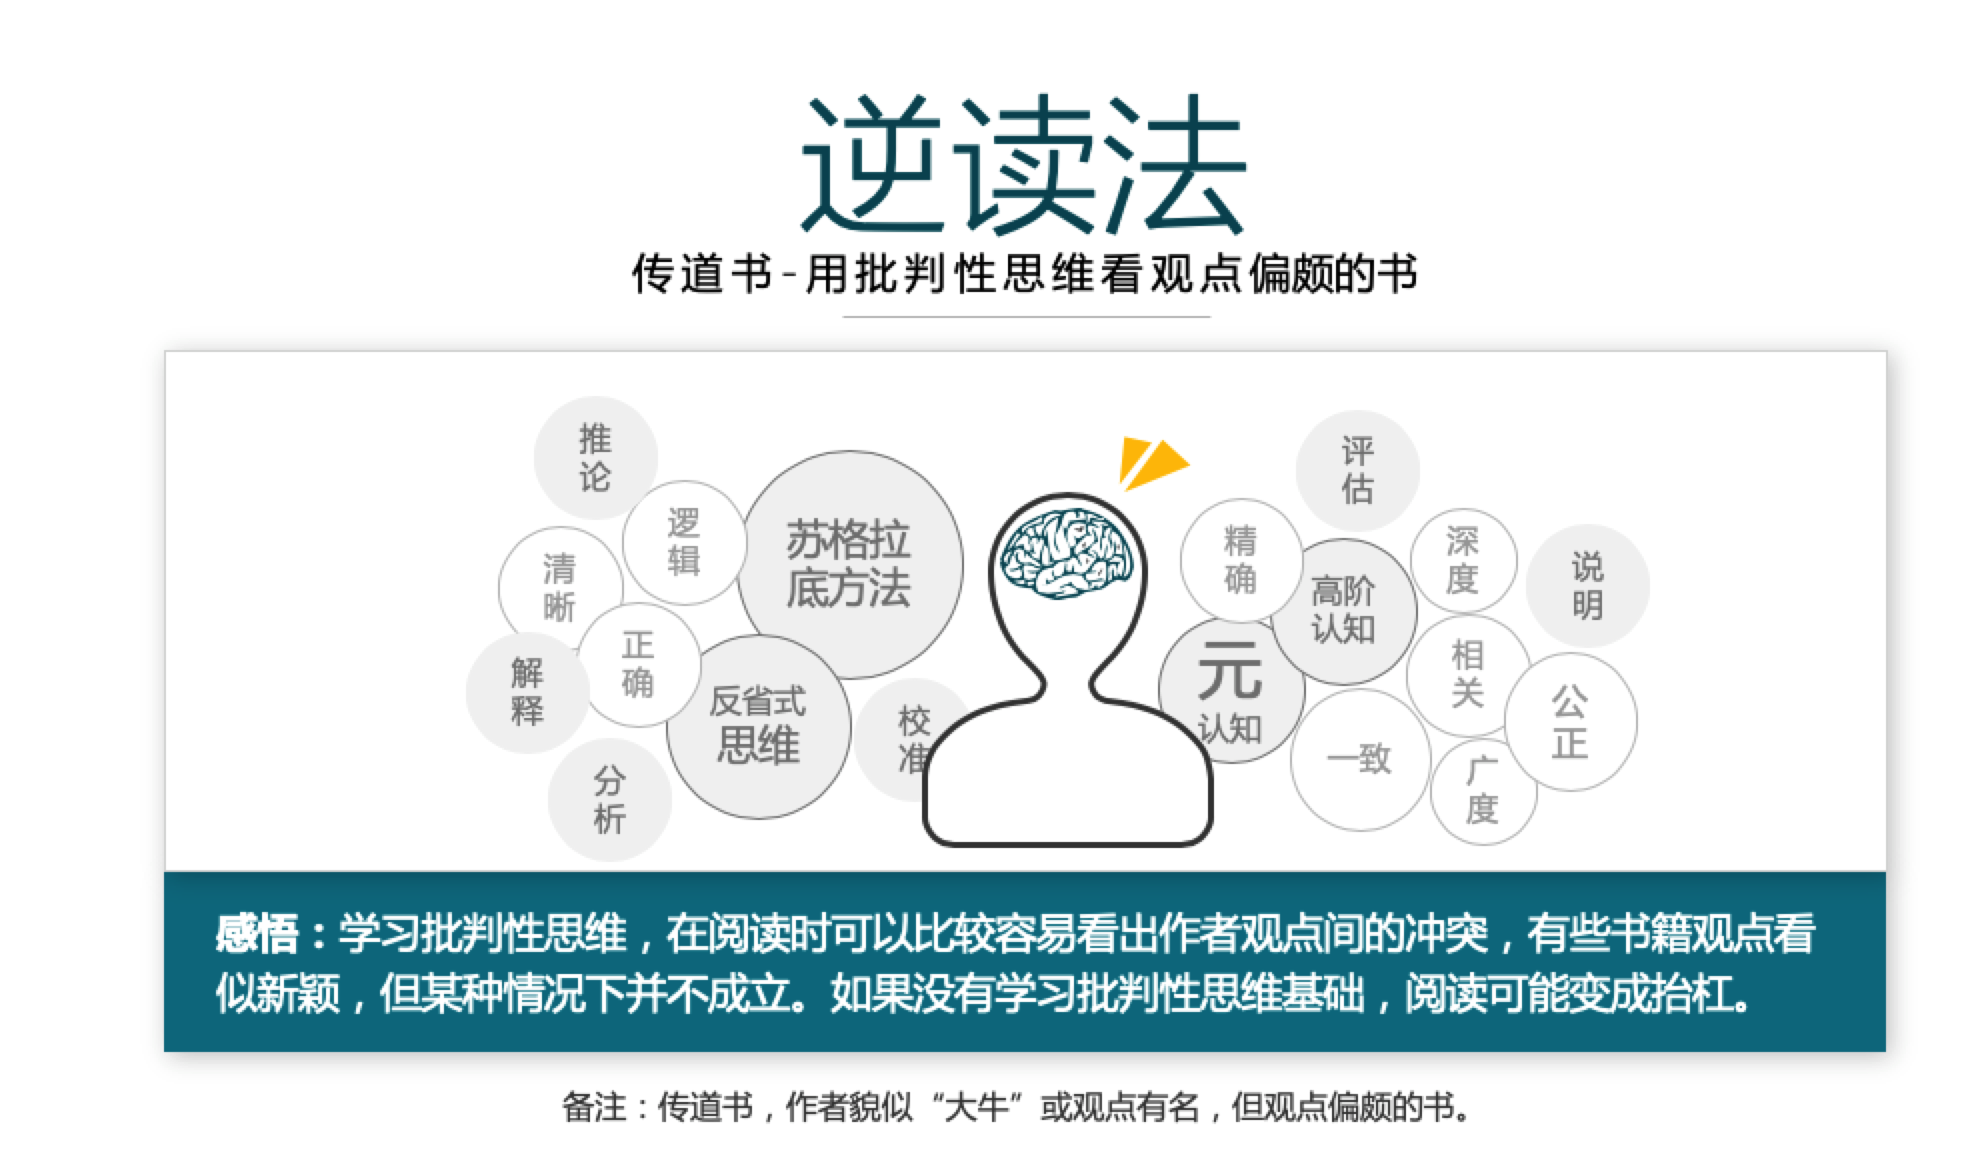 逆读法
传道书-用批判性思维看观点偏颇的书
推
论
逻
辑
清
晰
苏格拉
底方法
正
确
解
释
反省式
思维
校
准
分
析
评
估
精
确
深
度
说
明
高阶
认知
元
认知
相
关
公
正
一致
广
度
感悟：学习批判性思维，在阅读时可以比较容易看出作者观点间的冲突，有些书籍观点看
似新颖，但某种情况下并不成立。如果没有学习批判性思维基础，阅读可能变成抬杠。
备注：传道书，作者貌似“大牛”或观点有名，但观点偏颇的书。